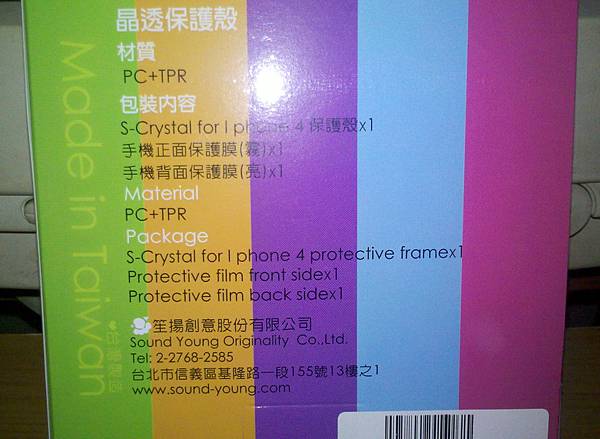 晶透保護殼
材質
PC+TPR
包裝內容
S-Crystal for I phone 4 保護殼x1
手機正面保護膜(霧)x1
手機背面保護膜(亮)x1
Material
PC+TPR
Package
S-Crystal for I phone 4 protective framex1
Protective film front sidex1
Protective film back sidex1
笙揚創意股份有限公司
Sound Young Originality Co.,Ltd.
Tel: 2-2768-2585
台北市信義區基隆路一段155號13樓之1
www.sound-young.com
Made in Taiwan
台灣製造